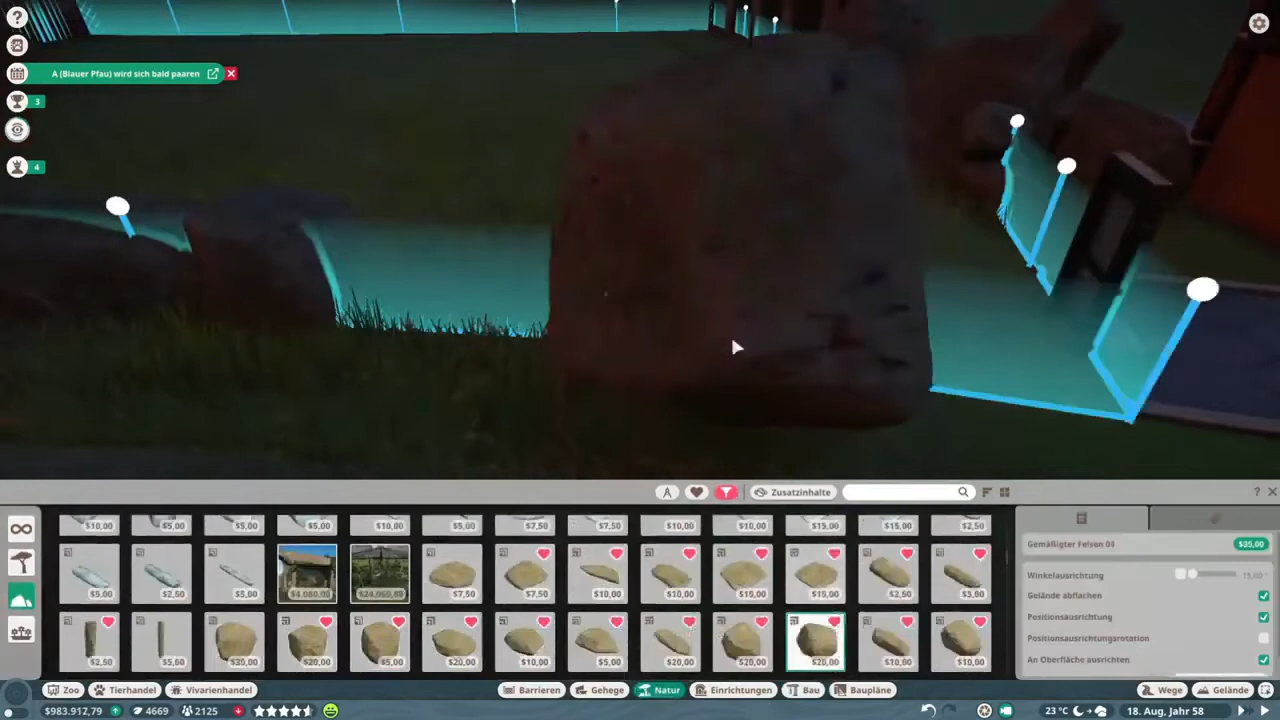 ?
A (Blauer Pfau) wird sich bald paaren
3
4
Zusatzinhalte
?
$10,00 $5,00 $5,00 $5,00 $10,00 $5,00 $7,50 $7,50 $10,00 $10,00 $15,00 $15,00 $2,50
$5,00 $2,50 $5,00 $4.060,00 $7,50 $7,50 $10,00 $10,00 $15,00 $15,00 $2,50
$2,50 $5,00 $20,00 $5,00 $20,00 $10,00 $5,00 $20,00 $20,00 $20,00 $10,00 $10,00
Gemäßigter Felsen 03 $35,00
Winkelausrichtung
Gelände abflachen
Positionsausrichtung
Positionsausrichtungsrotation
An Oberfläche ausrichten
Zoo Tierhandel Vivarienhandel Barrieren Gehege Natur Einrichtungen Bau Baupläne Wege Gelände
$983.912,79 4669 2125 23 °C 18. Aug, Jahr 58